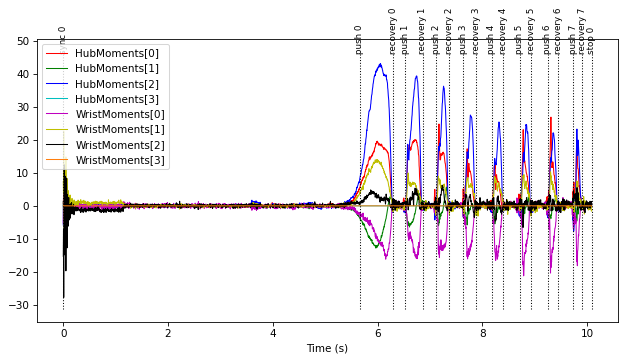 sync 0
push 0
recovery 0
push 1
recovery 1
push 2
recovery 2
push 3
recovery 3
push 4
recovery 4
push 5
recovery 5
push 6
recovery 6
push 7
recovery 7
stop 0
50
40
30
20
10
0
−10
−20
−30
HubMoments[0]
HubMoments[1]
HubMoments[2]
HubMoments[3]
WristMoments[0]
WristMoments[1]
WristMoments[2]
WristMoments[3]
0
2
4
6
8
10
Time (s)